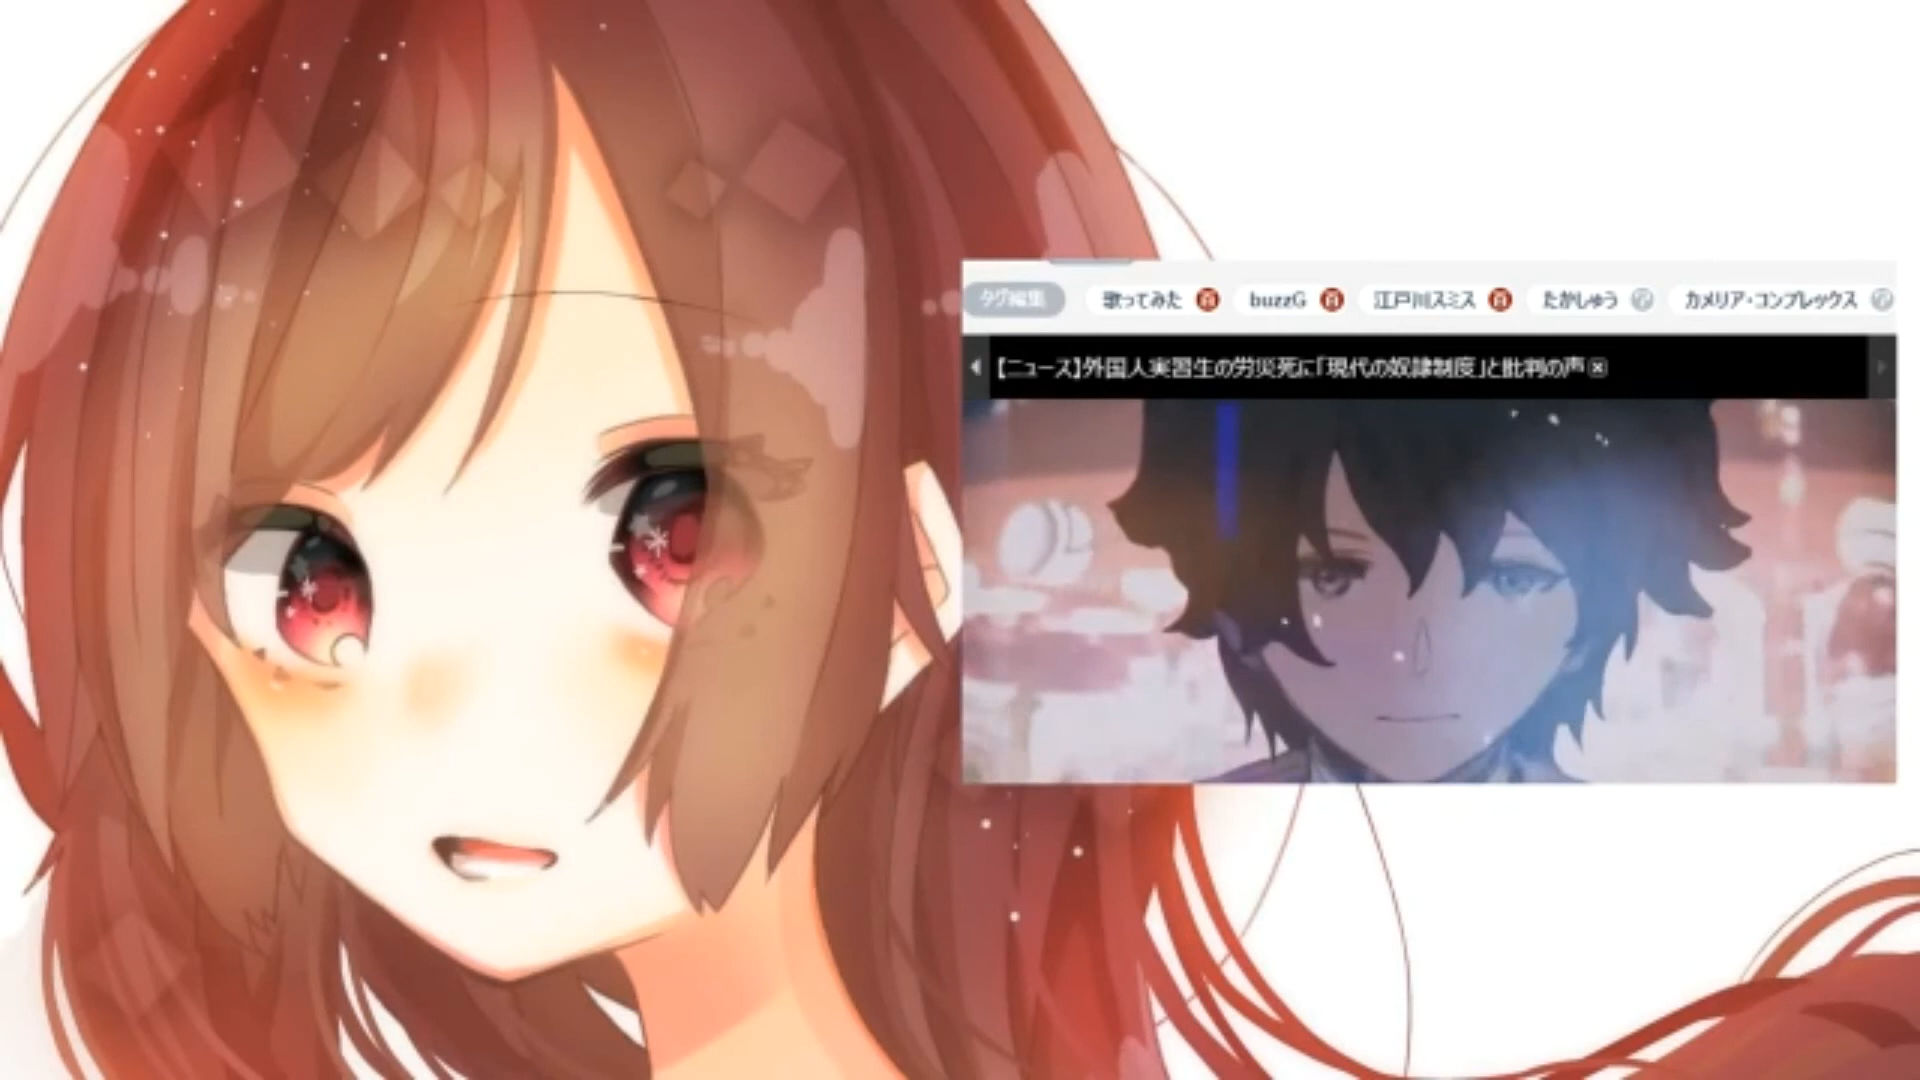 タグ編集 歌ってみた 百 buzzG 百 江戸川スミス 百 たかしゅう カメリア・コンプレックス
【ニュース】外国人実習生の労災死に「現代の奴隷制度」と批判の声